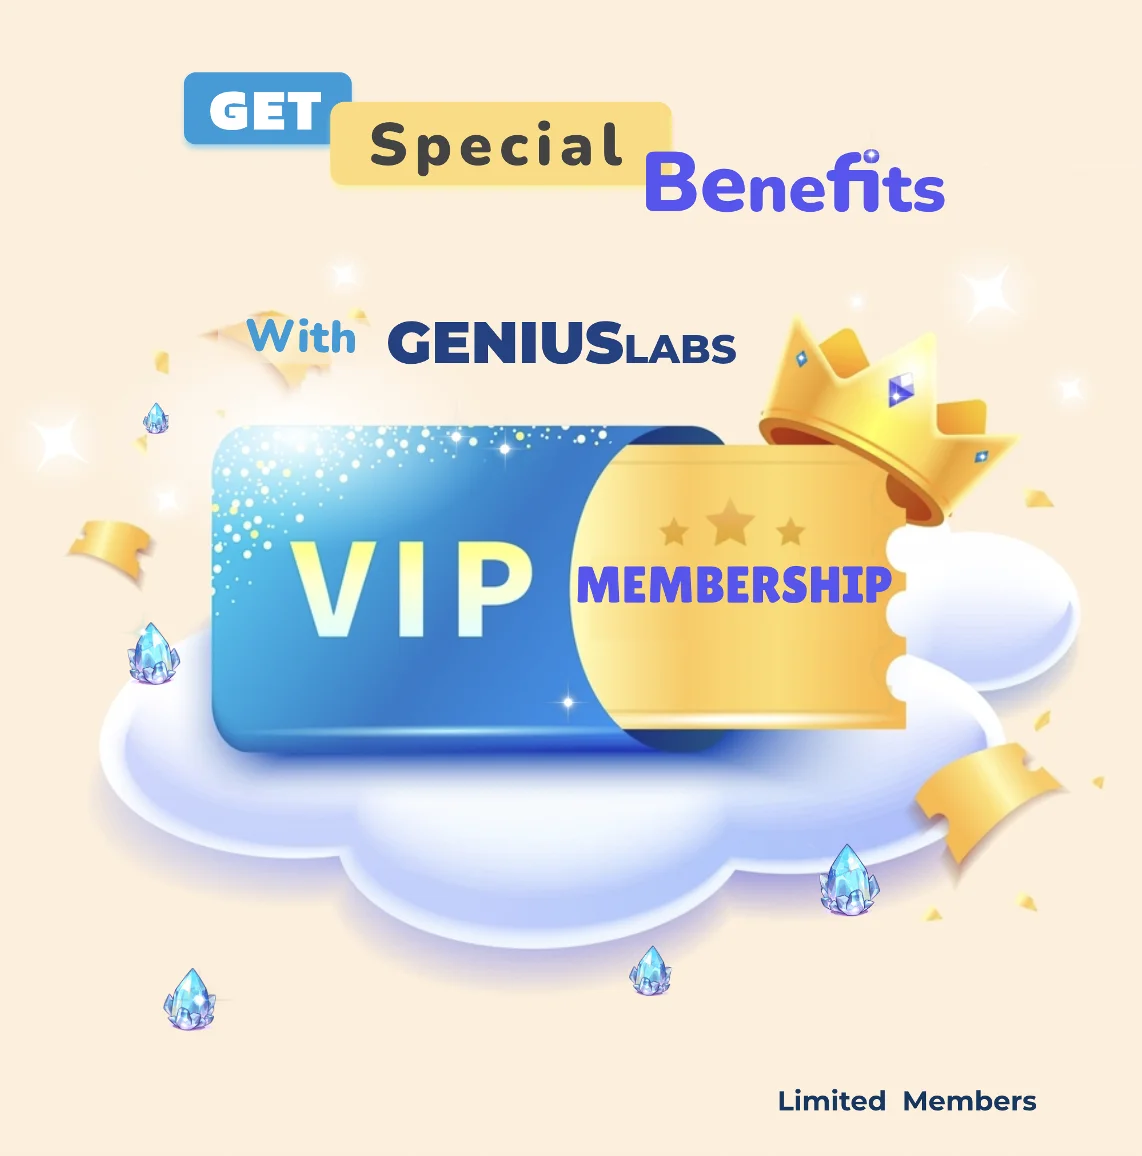 GET
Special
Benefits
With GENIUSLABS
VIP
MEMBERSHIP
Limited Members